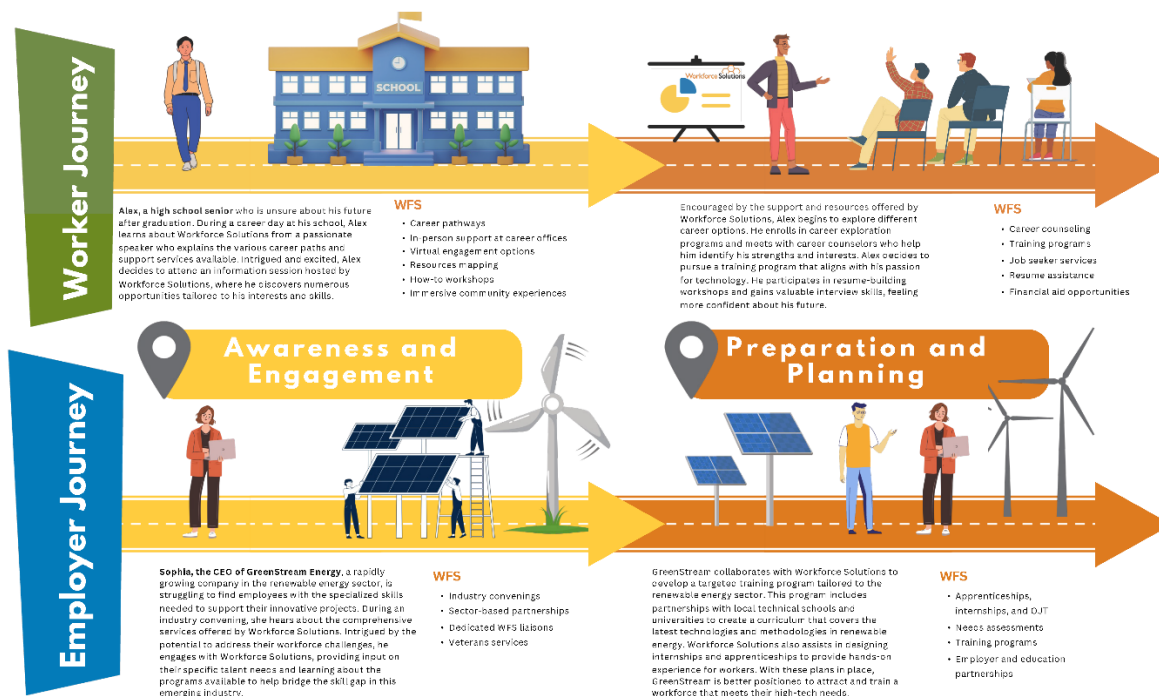 Worker Journey
SCHOOL
Workforce Solutions
Alex, a high school senior who is unsure about his future
after graduation. During a career day at his school, Alex
learns about Workforce Solutions from a passionate
speaker who explains the various career paths and
support services available. Intrigued and excited, Alex
decides to attend an information session hosted by
Workforce Solutions, where he discovers numerous
opportunities tailored to his interests and skills.
WFS
• Career pathways
• In-person support at career offices
• Virtual engagement options
• Resources mapping
• How-to workshops
• Immersive community experiences
Encouraged by the support and resources offered by
Workforce Solutions, Alex begins to explore different
career options. He enrolls in career exploration
programs and meets with career counselors who help
him identify his strengths and interests. Alex decides to
pursue a training program that aligns with his passion
for technology. He participates in resume-building
workshops and gains valuable interview skills, feeling
more confident about his future.
WFS
• Career counseling
• Training programs
• Job seeker services
• Resume assistance
• Financial aid opportunities
Awareness and
Engagement
Preparation and
Planning
Employer Journey
Sophia, the CEO of GreenStream Energy, a rapidly
growing company in the renewable energy sector, is
struggling to find employees with the specialized skills
needed to support their innovative projects. During an
industry convening, she hears about the comprehensive
services offered by Workforce Solutions. Intrigued by the
potential to address their workforce challenges, he
engages with Workforce Solutions, providing input on
their specific talent needs and learning about the
programs available to help bridge the skill gap in this
emerging industry.
WFS
• Industry convenings
• Sector-based partnerships
• Dedicated WFS liaisons
• Veterans services
GreenStream collaborates with Workforce Solutions to
develop a targeted training program tailored to the
renewable energy sector. This program includes
partnerships with local technical schools and
universities to create a curriculum that covers the
latest technologies and methodologies in renewable
energy. Workforce Solutions also assists in designing
internships and apprenticeships to provide hands-on
experience for workers. With these plans in place,
GreenStream is better positioned to attract and train a
workforce that meets their high-tech needs.
WFS
• Apprenticeships,
internships, and OJT
• Needs assessments
• Training programs
• Employer and education
partnerships